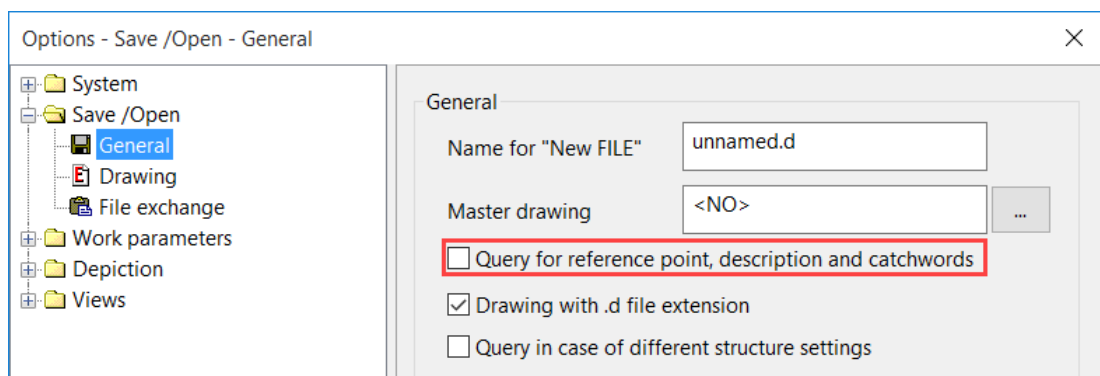 Options - Save /Open - General
System
Save /Open
General
Drawing
File exchange
Work parameters
Depiction
Views
General
Name for "New FILE"
unnamed.d
Master drawing
<NO>
...
Query for reference point, description and catchwords
Drawing with .d file extension
Query in case of different structure settings